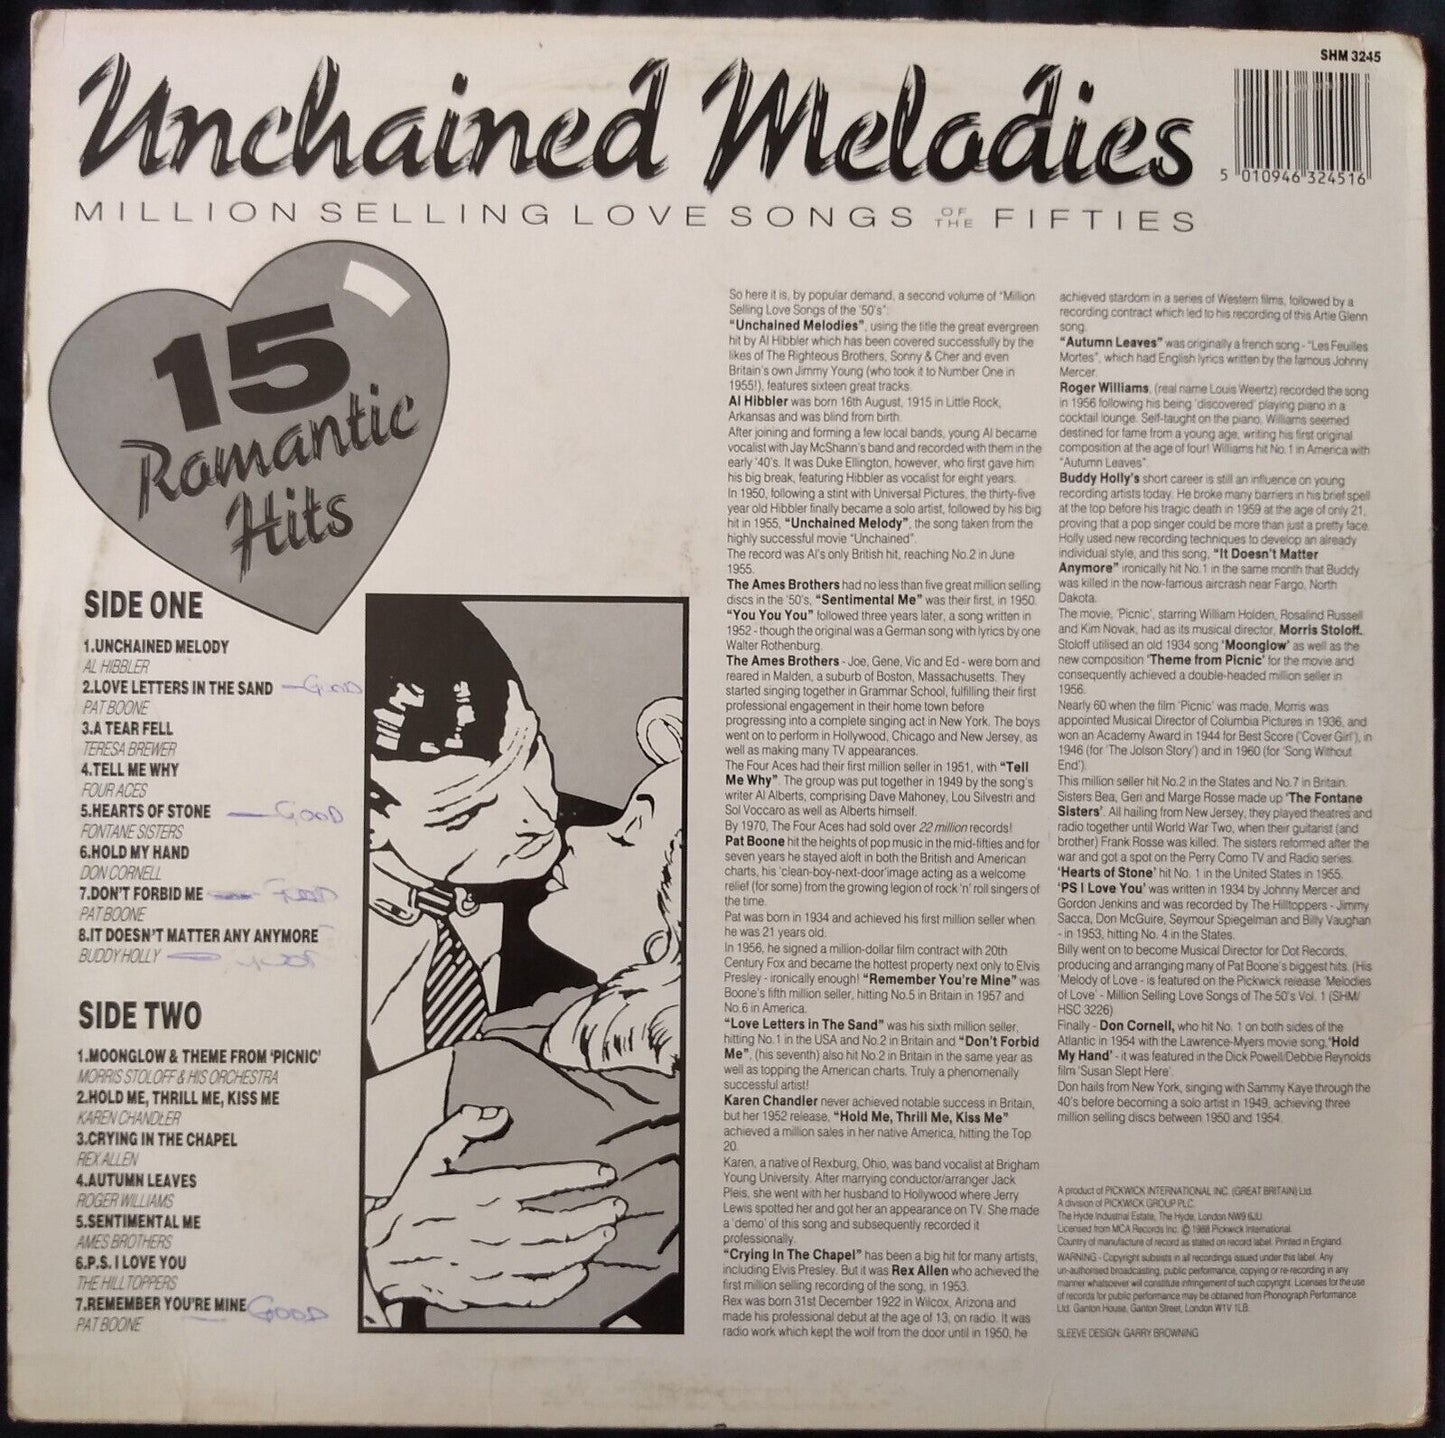 SHM 3245
Unchained Melodies
5 010946 324516
MILLION SELLING LOVE SONGS OF THE FIFTIES
15
Romantic
Hits
SIDE ONE
1.UNCHAINED MELODY
AL HIBBLER
2.LOVE LETTERS IN THE SAND — GOOD
PAT BOONE
3.A TEAR FELL
TERESA BREWER
4.TELL ME WHY
FOUR ACES
5.HEARTS OF STONE — GOOD
FONTANE SISTERS
6.HOLD MY HAND
DON CORNELL
7.DON'T FORBID ME —
PAT BOONE
8.IT DOESN'T MATTER ANY ANYMORE
BUDDY HOLLY —
SIDE TWO
1.MOONGLOW & THEME FROM 'PICNIC'
MORRIS STOLOFF & HIS ORCHESTRA
2.HOLD ME, THRILL ME, KISS ME
KAREN CHANDLER
3.CRYING IN THE CHAPEL
REX ALLEN
4.AUTUMN LEAVES
ROGER WILLIAMS
5.SENTIMENTAL ME
AMES BROTHERS
6.P.S. I LOVE YOU
THE HILLTOPPERS
7.REMEMBER YOU'RE MINE GOOD
PAT BOONE
So here it is, by popular demand, a second volume of "Million
Selling Love Songs of the '50's":
"Unchained Melodies", using the title the great evergreen
hit by Al Hibbler which has been covered successfully by the
likes of The Righteous Brothers, Sonny & Cher and even
Britain's own Jimmy Young (who took it to Number One in
1955!), features sixteen great tracks.
Al Hibbler was born 16th August, 1915 in Little Rock,
Arkansas and was blind from birth.
After joining and forming a few local bands, young Al became
vocalist with Jay McShann's band and recorded with them in the
early '40's. It was Duke Ellington, however, who first gave him
his big break, featuring Hibbler as vocalist for eight years.
In 1950, following a stint with Universal Pictures, the thirty-five
year old Hibbler finally became a solo artist, followed by his big
hit in 1955, "Unchained Melody", the song taken from the
highly successful movie "Unchained".
The record was Al's only British hit, reaching No.2 in June
1955.
The Ames Brothers had no less than five great million selling
discs in the '50's, "Sentimental Me" was their first, in 1950.
"You You You" followed three years later, a song written in
1952 - though the original was a German song with lyrics by one
Walter Rothenburg.
The Ames Brothers - Joe, Gene, Vic and Ed - were born and
reared in Malden, a suburb of Boston, Massachusetts. They
started singing together in Grammar School, fulfilling their first
professional engagement in their home town before
progressing into a complete singing act in New York. The boys
went on to perform in Hollywood, Chicago and New Jersey, as
well as making many TV appearances.
The Four Aces had their first million seller in 1951, with "Tell
Me Why". The group was put together in 1949 by the song's
writer Al Alberts, comprising Dave Mahoney, Lou Silvestri and
Sol Voccaro as well as Alberts himself.
By 1970, The Four Aces had sold over 22 million records!
Pat Boone hit the heights of pop music in the mid-fifties and for
seven years he stayed aloft in both the British and American
charts, his 'clean-boy-next-door'image acting as a welcome
relief (for some) from the growing legion of rock 'n' roll singers of
the time.
Pat was born in 1934 and achieved his first million seller when
he was 21 years old.
In 1956, he signed a million-dollar film contract with 20th
Century Fox and became the hottest property next only to Elvis
Presley - ironically enough! "Remember You're Mine" was
Boone's fifth million seller, hitting No.5 in Britain in 1957 and
No.6 in America.
"Love Letters in The Sand" was his sixth million seller,
hitting No.1 in the USA and No.2 in Britain and "Don't Forbid
Me", (his seventh) also hit No.2 in Britain in the same year as
well as topping the American charts. Truly a phenomenally
successful artist!
Karen Chandler never achieved notable success in Britain,
but her 1952 release, "Hold Me, Thrill Me, Kiss Me"
achieved a million sales in her native America, hitting the Top
20.
Karen, a native of Rexburg, Ohio, was band vocalist at Brigham
Young University. After marrying conductor/arranger Jack
Pleis, she went with her husband to Hollywood where Jerry
Lewis spotted her and got her an appearance on TV. She made
a 'demo' of this song and subsequently recorded it
professionally.
"Crying In The Chapel" has been a big hit for many artists,
including Elvis Presley. But it was Rex Allen who achieved the
first million selling recording of the song, in 1953.
Rex was born 31st December 1922 in Wilcox, Arizona and
made his professional debut at the age of 13, on radio. It was
radio work which kept the wolf from the door until in 1950, he
achieved stardom in a series of Western films, followed by a
recording contract which led to his recording of this Artie Glenn
song.
"Autumn Leaves" was originally a french song - "Les Feuilles
Mortes", which had English lyrics written by the famous Johnny
Mercer.
Roger Williams, (real name Louis Weertz) recorded the song
in 1956 following his being 'discovered' playing piano in a
cocktail lounge. Self-taught on the piano, Williams seemed
destined for fame from a young age, writing his first original
composition at the age of four! Williams hit No.1 in America with
"Autumn Leaves".
Buddy Holly's short career is still an influence on young
recording artists today. He broke many barriers in his brief spell
at the top before his tragic death in 1959 at the age of only 21,
proving that a pop singer could be more than just a pretty face.
Holly used new recording techniques to develop an already
individual style, and this song, "It Doesn't Matter
Anymore" ironically hit No.1 in the same month that Buddy
was killed in the now-famous aircrash near Fargo, North
Dakota.
The movie, 'Picnic', starring William Holden, Rosalind Russell
and Kim Novak, had as its musical director, Morris Stoloff.
Stoloff utilised an old 1934 song 'Moonglow' as well as the
new composition 'Theme from Picnic' for the movie and
consequently achieved a double-headed million seller in
1956.
Nearly 60 when the film 'Picnic' was made, Morris was
appointed Musical Director of Columbia Pictures in 1936, and
won an Academy Award in 1944 for Best Score ('Cover Girl'), in
1946 (for 'The Jolson Story') and in 1960 (for 'Song Without
End').
This million seller hit No.2 in the States and No.7 in Britain.
Sisters Bea, Geri and Marge Rosse made up 'The Fontane
Sisters'. All hailing from New Jersey, they played theatres and
radio together until World War Two, when their guitarist (and
brother) Frank Rosse was killed. The sisters reformed after the
war and got a spot on the Perry Como TV and Radio series.
'Hearts of Stone' hit No. 1 in the United States in 1955.
'PS I Love You' was written in 1934 by Johnny Mercer and
Gordon Jenkins and was recorded by The Hilltoppers - Jimmy
Sacca, Don McGuire, Seymour Spiegelman and Billy Vaughan
- in 1953, hitting No. 4 in the States.
Billy went on to become Musical Director for Dot Records,
producing and arranging many of Pat Boone's biggest hits. (His
'Melody of Love - is featured on the Pickwick release 'Melodies
of Love' - Million Selling Love Songs of The 50's Vol. 1 (SHM/
HSC 3226)
Finally - Don Cornell, who hit No. 1 on both sides of the
Atlantic in 1954 with the Lawrence-Myers movie song,'Hold
My Hand' - it was featured in the Dick Powell/Debbie Reynolds
film 'Susan Slept Here'.
Don hails from New York, singing with Sammy Kaye through the
40's before becoming a solo artist in 1949, achieving three
million selling discs between 1950 and 1954.
A product of PICKWICK INTERNATIONAL INC. (GREAT BRITAIN) Ltd.
A division of PICKWICK GROUP PLC.
The Hyde Industrial Estate, The Hyde, London NW9 6JU.
Licensed from MCA Records Inc. © 1988 Pickwick International.
Country of manufacture of record as stated on record label. Printed in England.
WARNING - Copyright subsists in all recordings issued under this label. Any
un-authorised broadcasting, public performance, copying or re-recording in any
manner whatsoever will constitute infringement of such copyright. Licenses for the use
of records for public performance may be obtained from Phonograph Performance
Ltd. Ganton House, Ganton Street, London W1V 1LB.
SLEEVE DESIGN: GARRY BROWNING